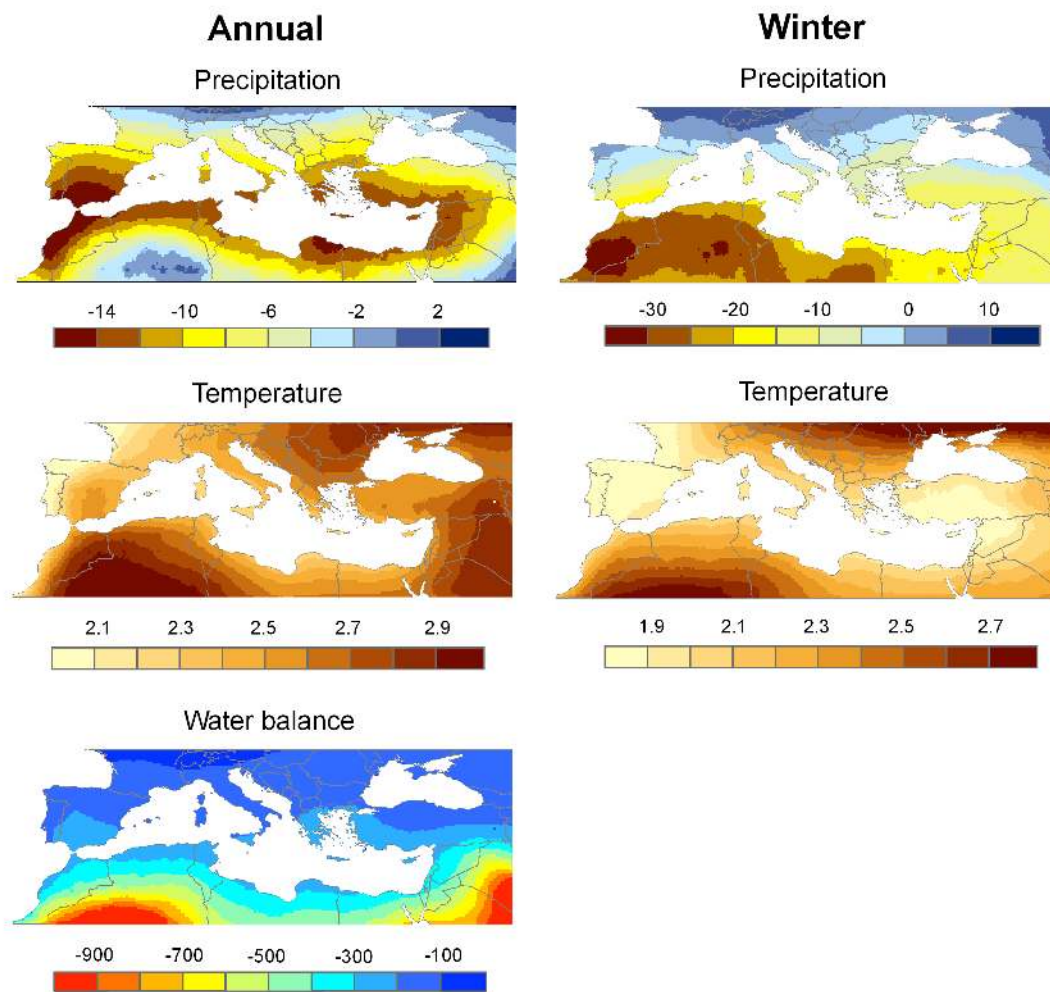 Annual
Precipitation
-14 -10 -6 -2 2
Temperature
2.1 2.3 2.5 2.7 2.9
Water balance
-900 -700 -500 -300 -100
Winter
Precipitation
-30 -20 -10 0 10
Temperature
1.9 2.1 2.3 2.5 2.7